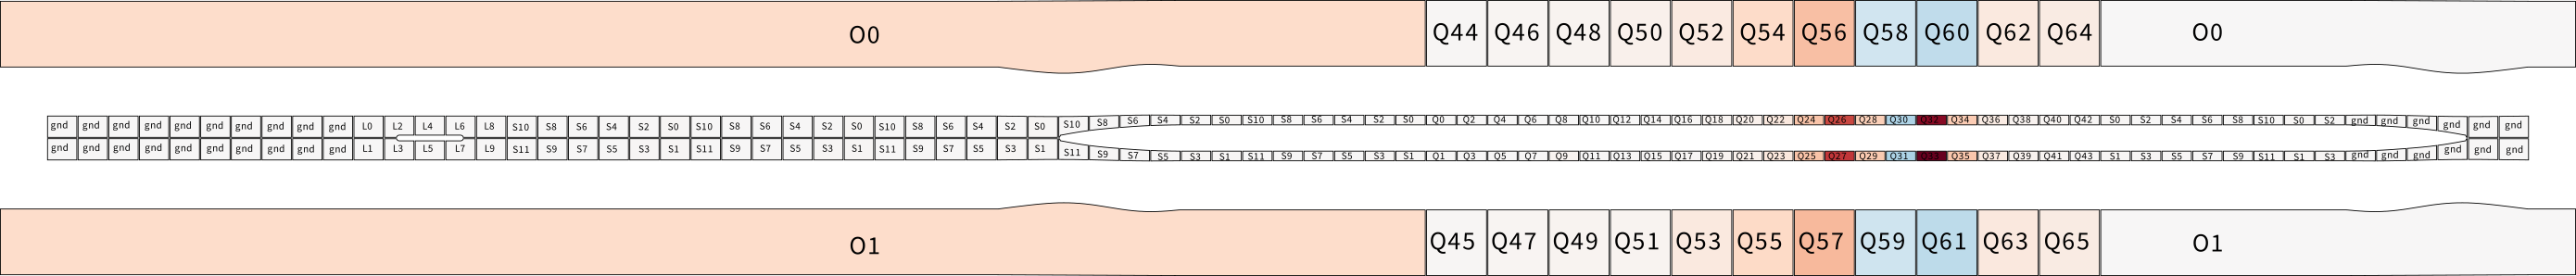 O0 Q44 Q46 Q48 Q50 Q52 Q54 Q56 Q58 Q60 Q62 Q64 O0
gnd gnd gnd gnd gnd gnd gnd gnd gnd gnd L0 L2 L4 L6 L8 S10 S8 S6 S4 S2 S0 S10 S8 S6 S4 S2 S0 S10 S8 S6 S4 S2 S0 S10 S8 S6 S4 S2 S0 S10 S8 S6 S4 S2 S0 Q0 Q2 Q4 Q6 Q8 Q10 Q12 Q14 Q16 Q18 Q20 Q22 Q24 Q26 Q28 Q30 Q32 Q34 Q36 Q38 Q40 Q42 S0 S2 S4 S6 S8 S10 S0 S2 gnd gnd gnd gnd gnd gnd
gnd gnd gnd gnd gnd gnd gnd gnd gnd gnd L1 L3 L5 L7 L9 S11 S9 S7 S5 S3 S1 S11 S9 S7 S5 S3 S1 S11 S9 S7 S5 S3 S1 S11 S9 S7 S5 S3 S1 S11 S9 S7 S5 S3 S1 Q1 Q3 Q5 Q7 Q9 Q11 Q13 Q15 Q17 Q19 Q21 Q23 Q25 Q27 Q29 Q31 Q33 Q35 Q37 Q39 Q41 Q43 S1 S3 S5 S7 S9 S11 S1 S3 gnd gnd gnd gnd gnd gnd
O1 Q45 Q47 Q49 Q51 Q53 Q55 Q57 Q59 Q61 Q63 Q65 O1